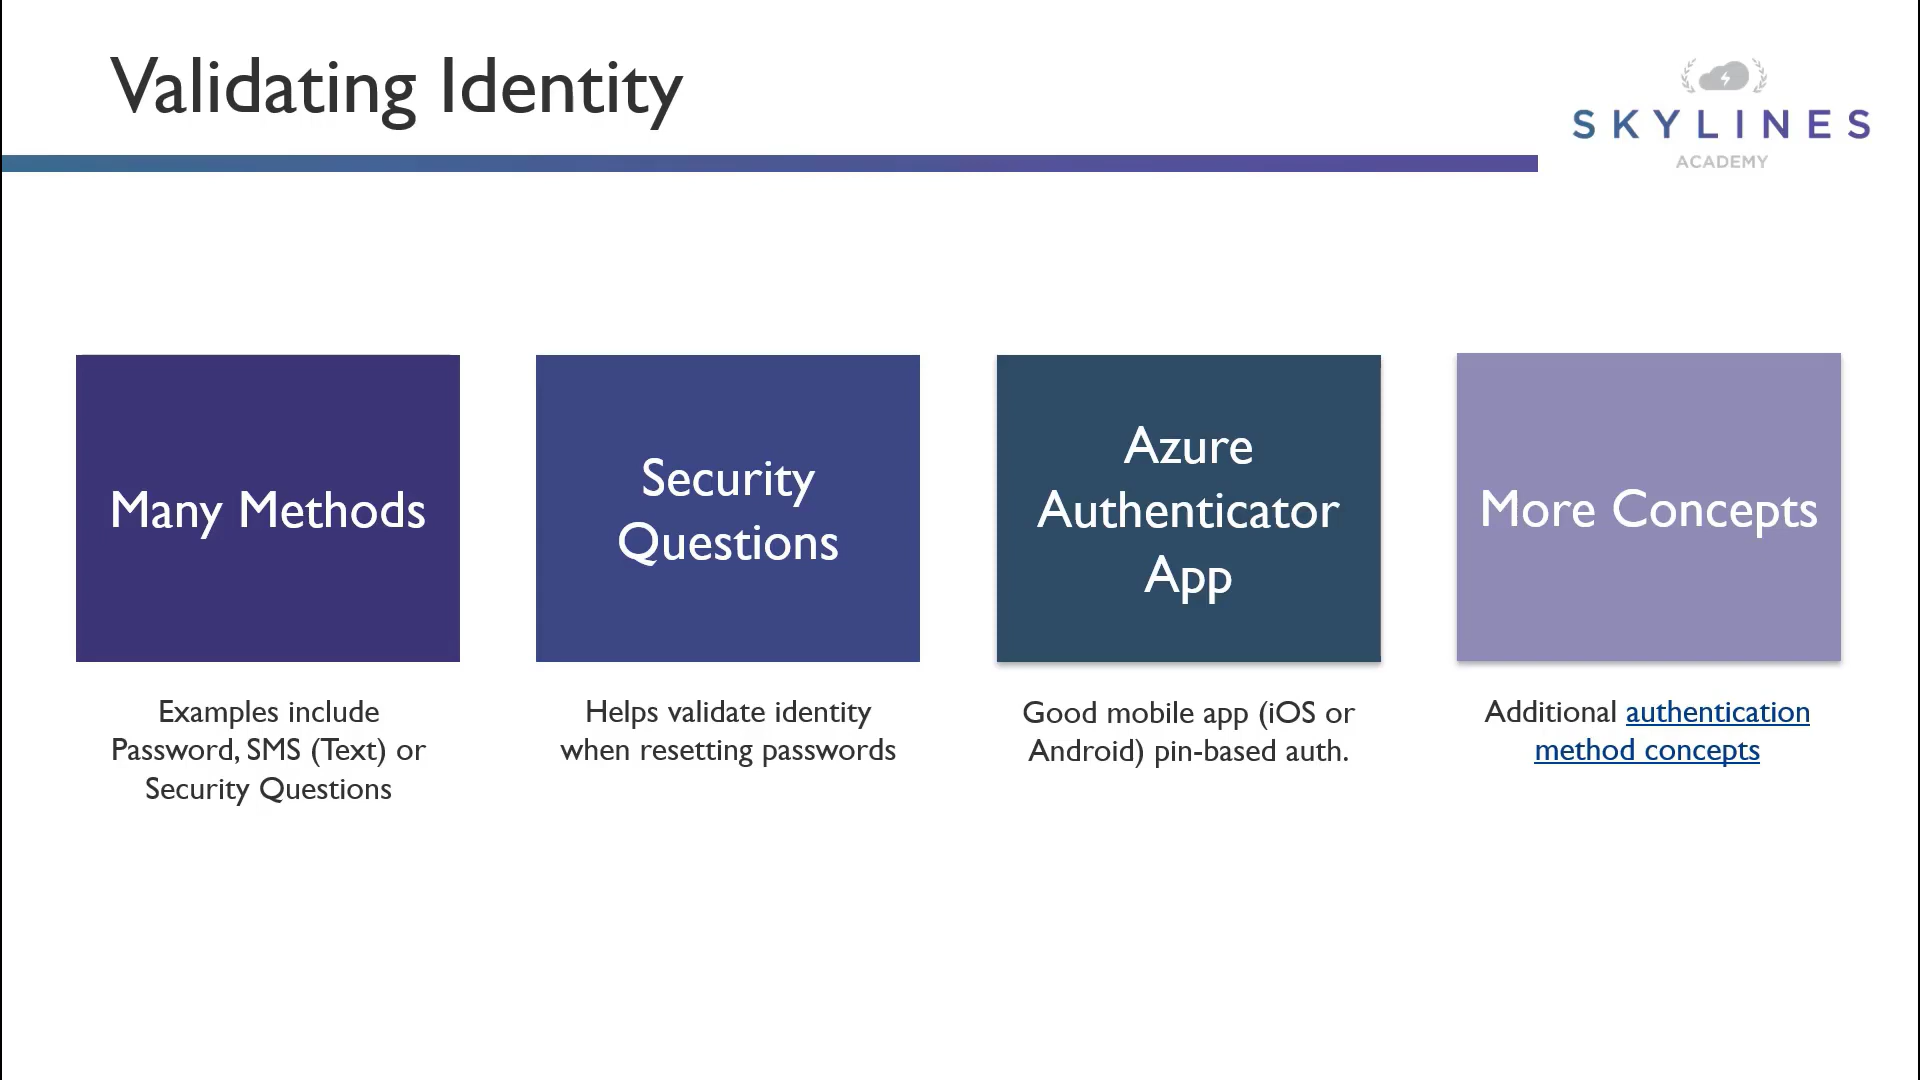 Validating Identity
SKYLINES
ACADEMY
Many Methods
Examples include
Password, SMS (Text) or
Security Questions
Security
Questions
Helps validate identity
when resetting passwords
Azure
Authenticator
App
Good mobile app (iOS or
Android) pin-based auth.
More Concepts
Additional authentication
method concepts